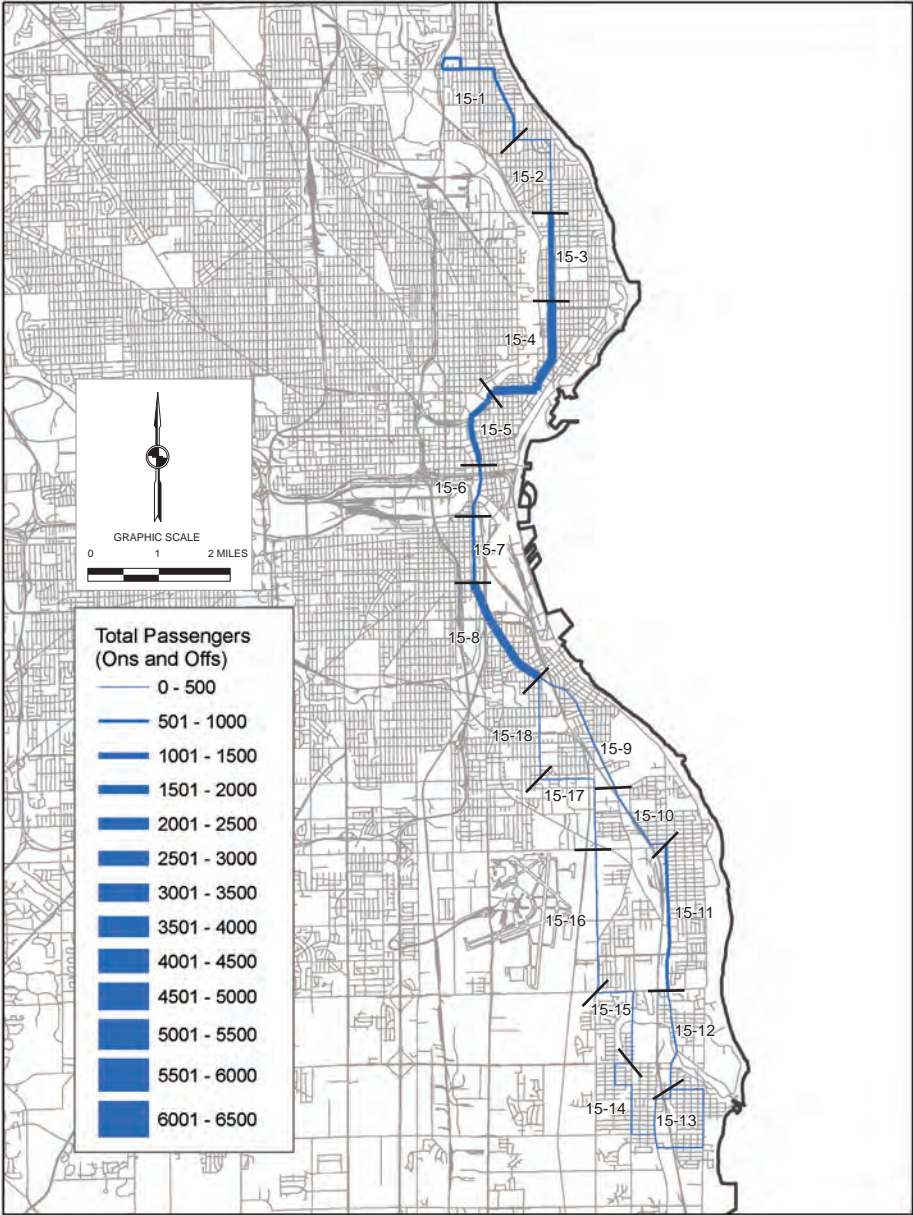 15-1
15-2
15-3
15-4
15-5
15-6
15-7
15-8
GRAPHIC SCALE
0 1 2 MILES
Total Passengers
(Ons and Offs)
0 - 500
501 - 1000
1001 - 1500
1501 - 2000
2001 - 2500
2501 - 3000
3001 - 3500
3501 - 4000
4001 - 4500
4501 - 5000
5001 - 5500
5501 - 6000
6001 - 6500
15-18
15-9
15-17
15-10
15-16
15-11
15-15
15-12
15-14
15-13